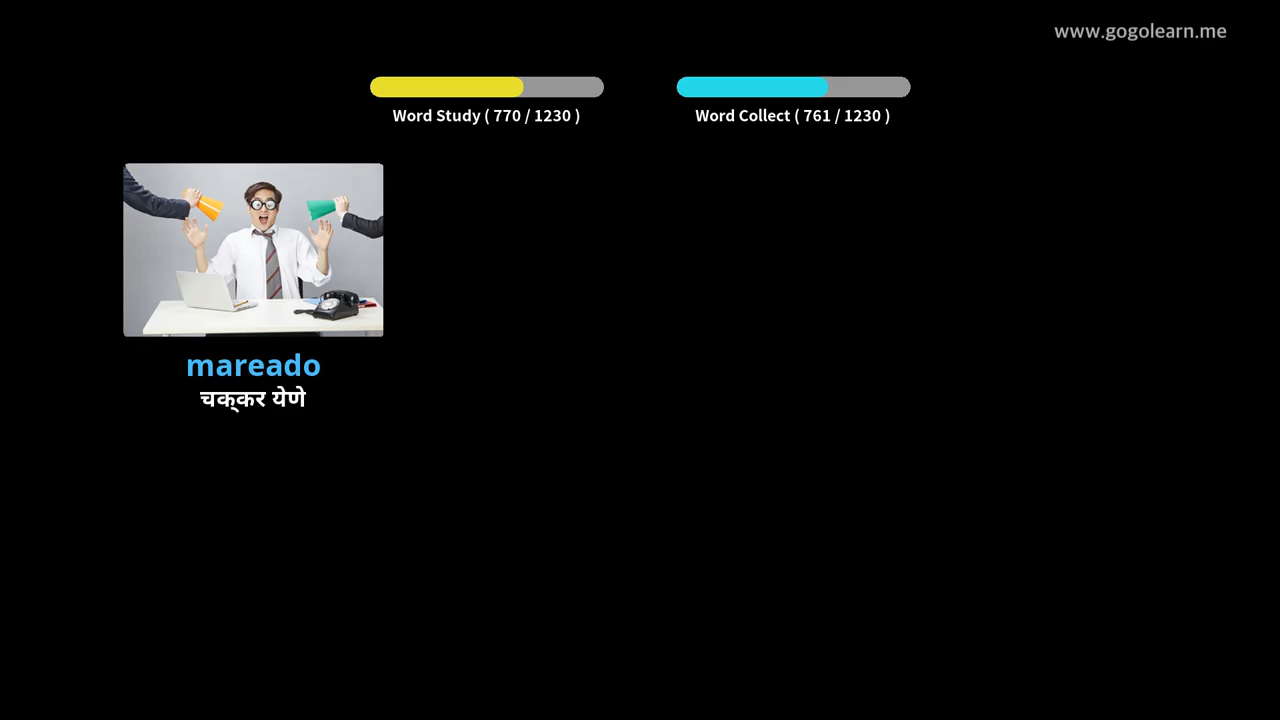 www.gogolearn.me
Word Study ( 770 / 1230 )
Word Collect ( 761 / 1230 )
mareado
चक्कर येणे